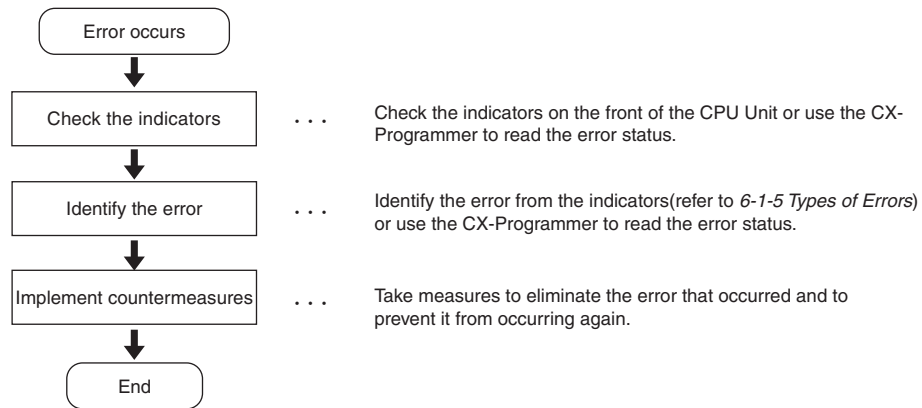 Error occurs
Check the indicators
. . .
Check the indicators on the front of the CPU Unit or use the CX-
Programmer to read the error status.
Identify the error
. . .
Identify the error from the indicators(refer to 6-1-5 Types of Errors)
or use the CX-Programmer to read the error status.
Implement countermeasures
. . .
Take measures to eliminate the error that occurred and to
prevent it from occurring again.
End